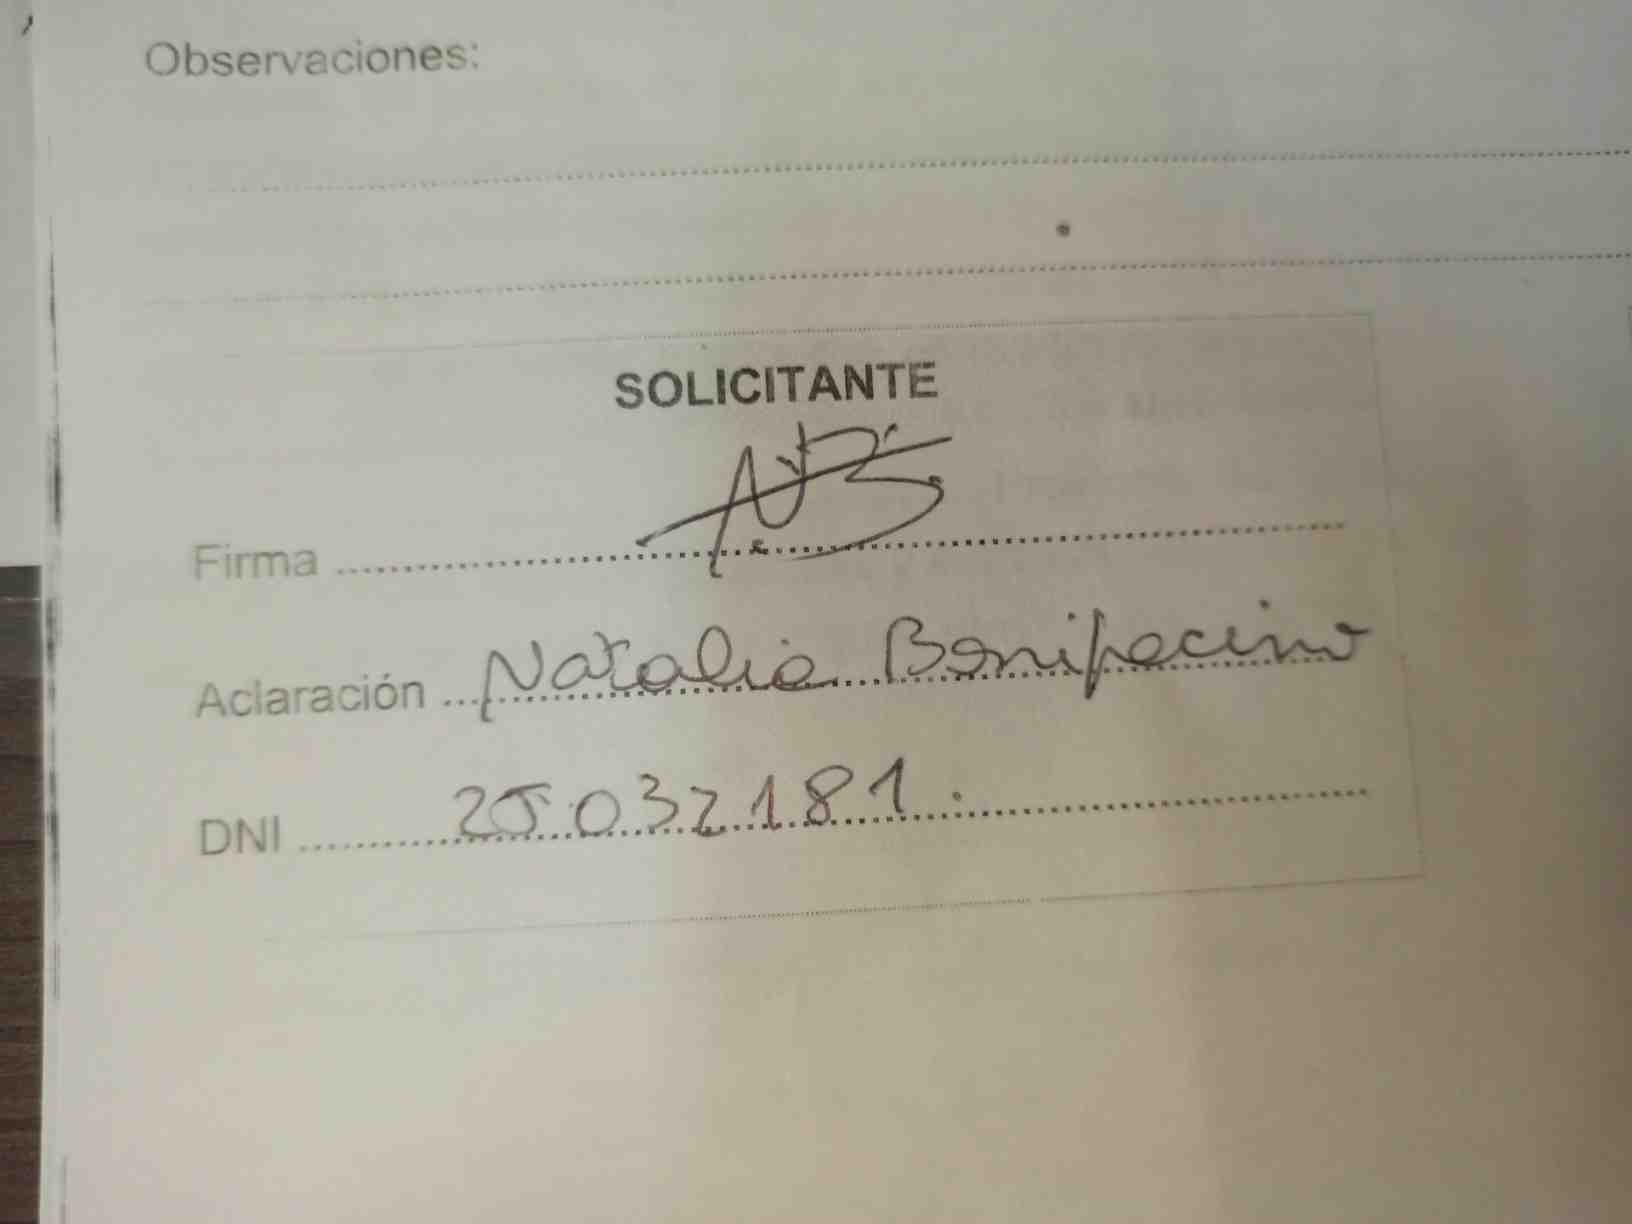 Observaciones:
SOLICITANTE
Firma
Aclaración Natalia Bonifacino
DNI 25032181.